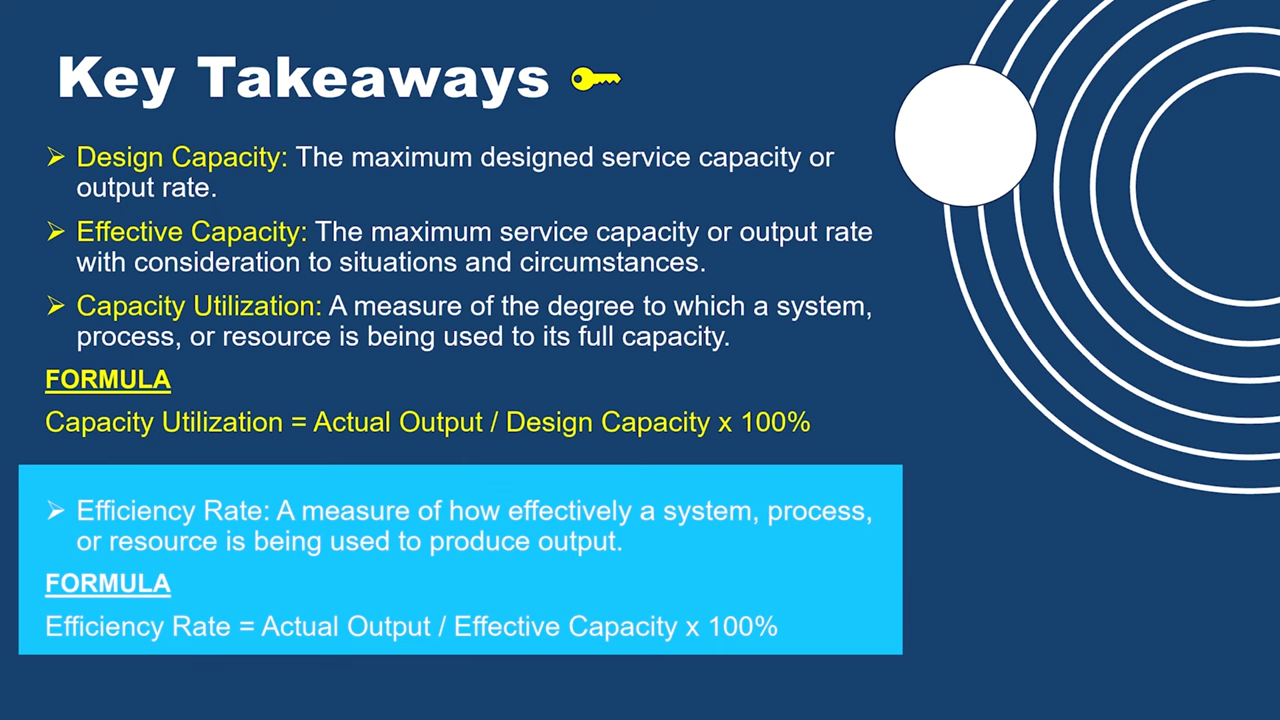 Key Takeaways
➢ Design Capacity: The maximum designed service capacity or
output rate.
➢ Effective Capacity: The maximum service capacity or output rate
with consideration to situations and circumstances.
➢ Capacity Utilization: A measure of the degree to which a system,
process, or resource is being used to its full capacity.
FORMULA
Capacity Utilization = Actual Output / Design Capacity x 100%
➢ Efficiency Rate: A measure of how effectively a system, process,
or resource is being used to produce output.
FORMULA
Efficiency Rate = Actual Output / Effective Capacity x 100%